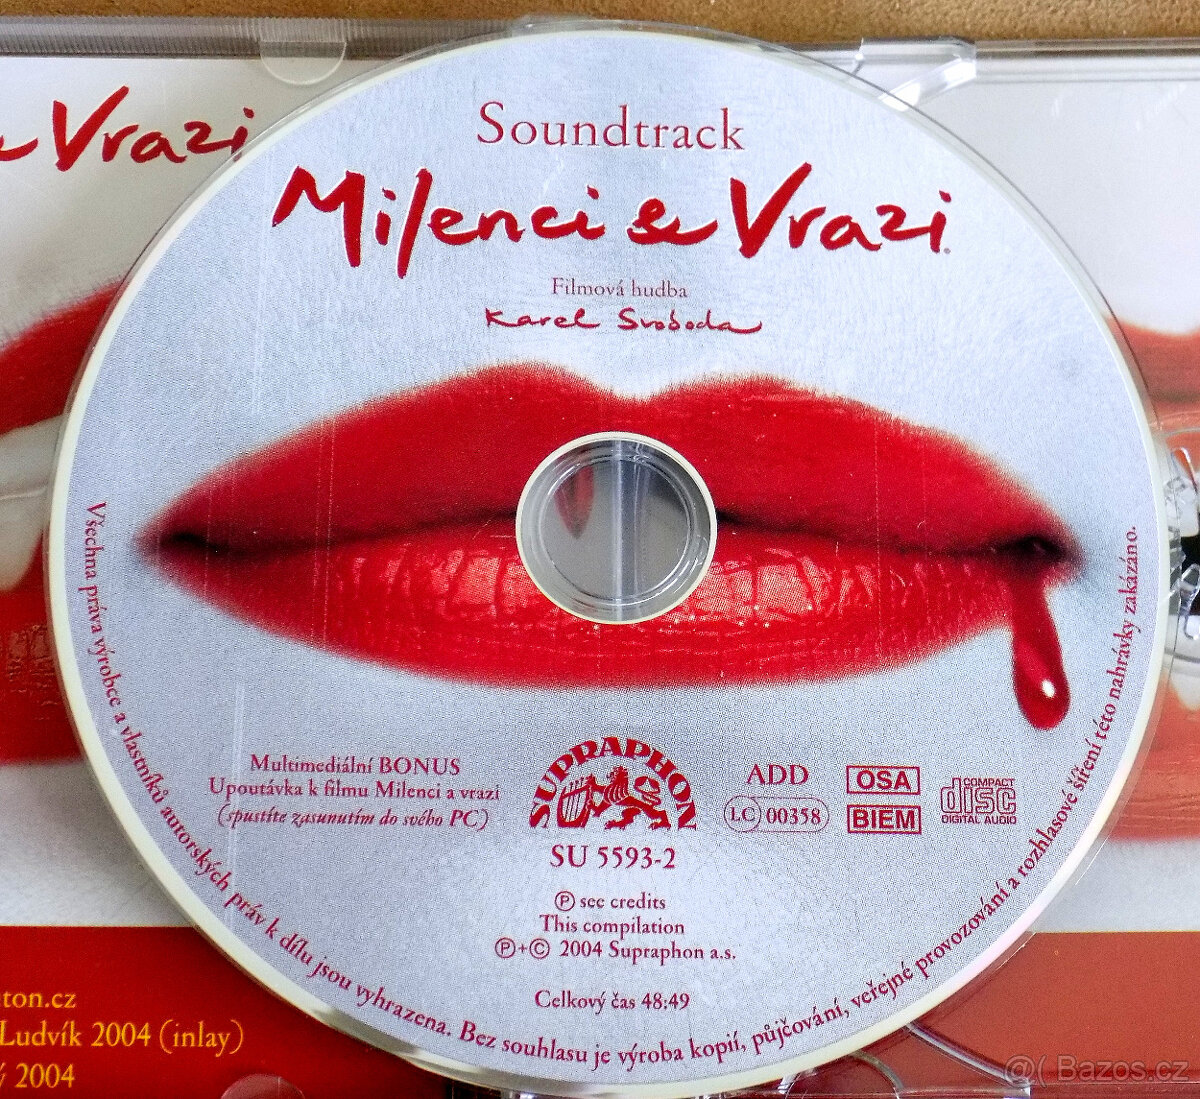 & Vrazi
Soundtrack
Milenci & Vrazi
Filmová hudba
Karel Svoboda
Multimediální BONUS
Upoutávka k filmu Milenci a vrazi
(spustíte zasunutím do svého PC)
SUPRAPHON
SU 5593-2
ADD
LC 00358
OSA
BIEM
COMPACT
disc
DIGITAL AUDIO
Ⓟ see credits
This compilation
Ⓟ+© 2004 Supraphon a.s.
Celkový čas 48:49
Všechna práva výrobce a vlastníků autorských práv k dílu jsou vyhrazena. Bez souhlasu je výroba kopií, půjčování, veřejné provozování a rozhlasové šíření této nahrávky zakázáno.
ton.cz
Ludvík 2004 (inlay)
ý 2004
@( Bazos.cz